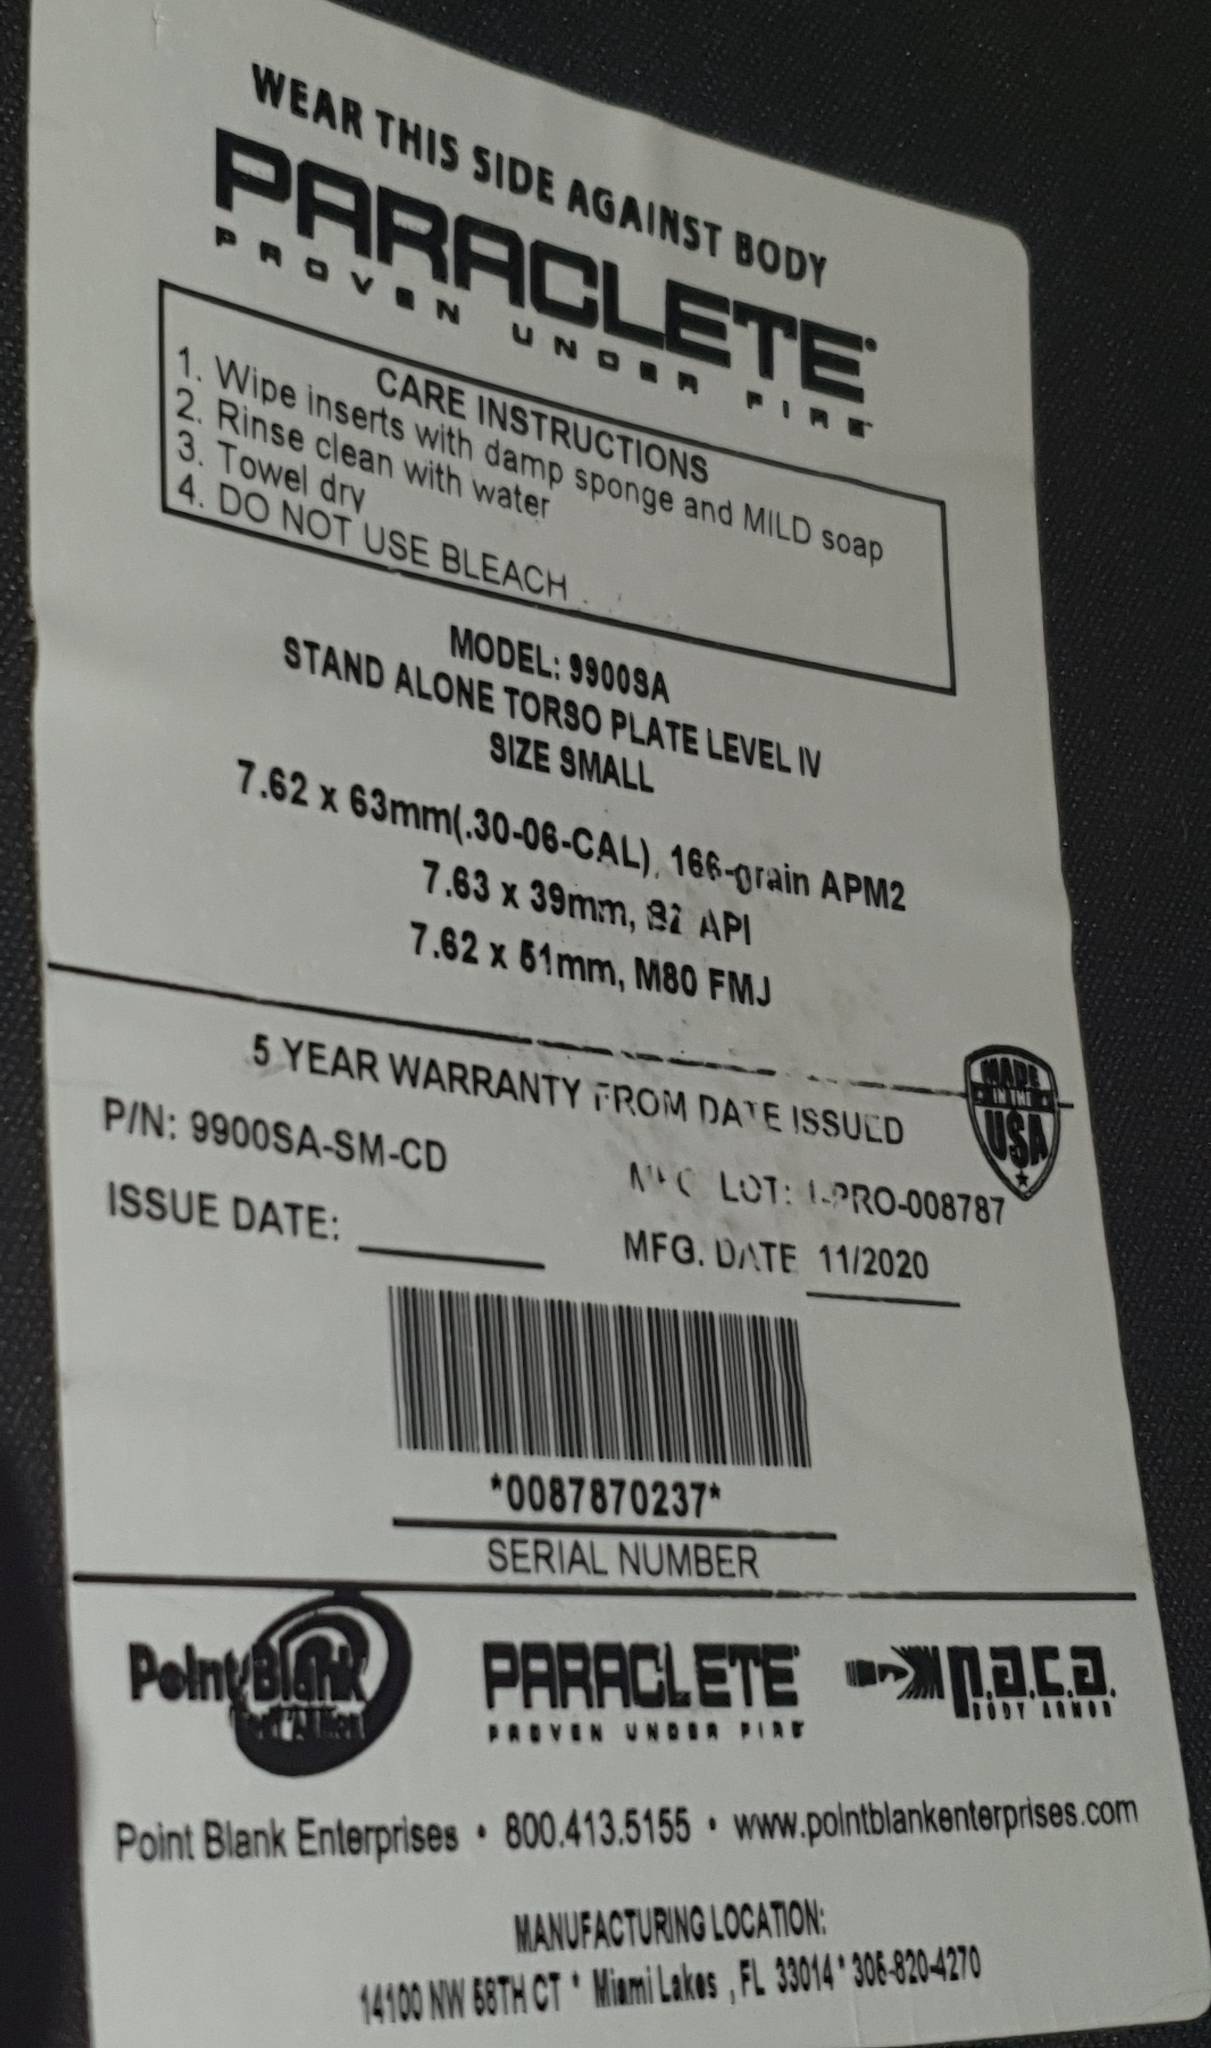 WEAR THIS SIDE AGAINST BODY
PARACLETE®
PROVEN UNDER FIRE
CARE INSTRUCTIONS
1. Wipe inserts with damp sponge and MILD soap
2. Rinse clean with water
3. Towel dry
4. DO NOT USE BLEACH
MODEL: 9900SA
STAND ALONE TORSO PLATE LEVEL IV
SIZE SMALL
7.62 x 63mm(.30-06-CAL), 166-grain APM2
7.63 x 39mm, API
7.62 x 51mm, M80 FMJ
5 YEAR WARRANTY FROM DATE ISSUED
MADE IN THE USA
P/N: 9900SA-SM-CD
LOT: -PRO-008787
ISSUE DATE:
MFG. DATE 11/2020
*0087870237*
SERIAL NUMBER
Point Blank
PARACLETE®
PROVEN UNDER FIRE
p.a.c.a.
BODY ARMOR
Point Blank Enterprises • 800.413.5155 • www.pointblankenterprises.com
MANUFACTURING LOCATION:
14100 NW 58TH CT * Miami Lakes , FL 33014 * 305-820-4270